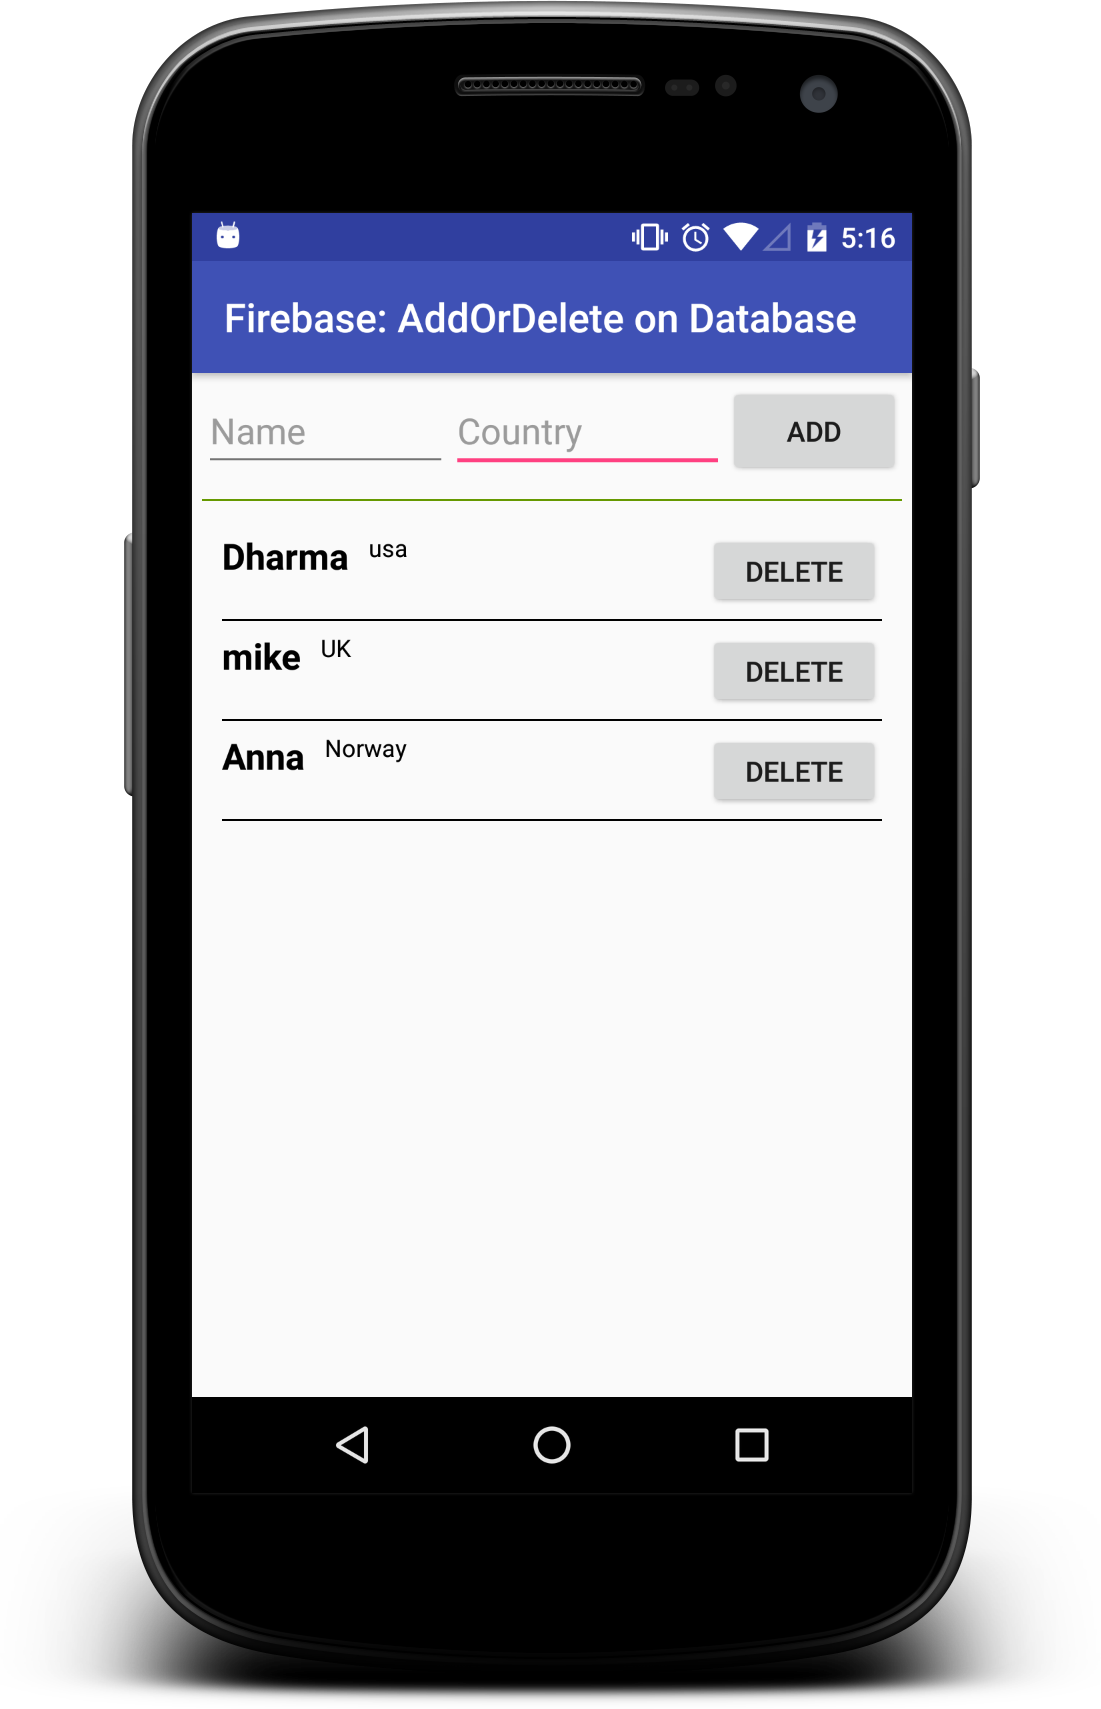 5:16
Firebase: AddOrDelete on Database
Name Country ADD
Dharma usa DELETE
mike UK DELETE
Anna Norway DELETE